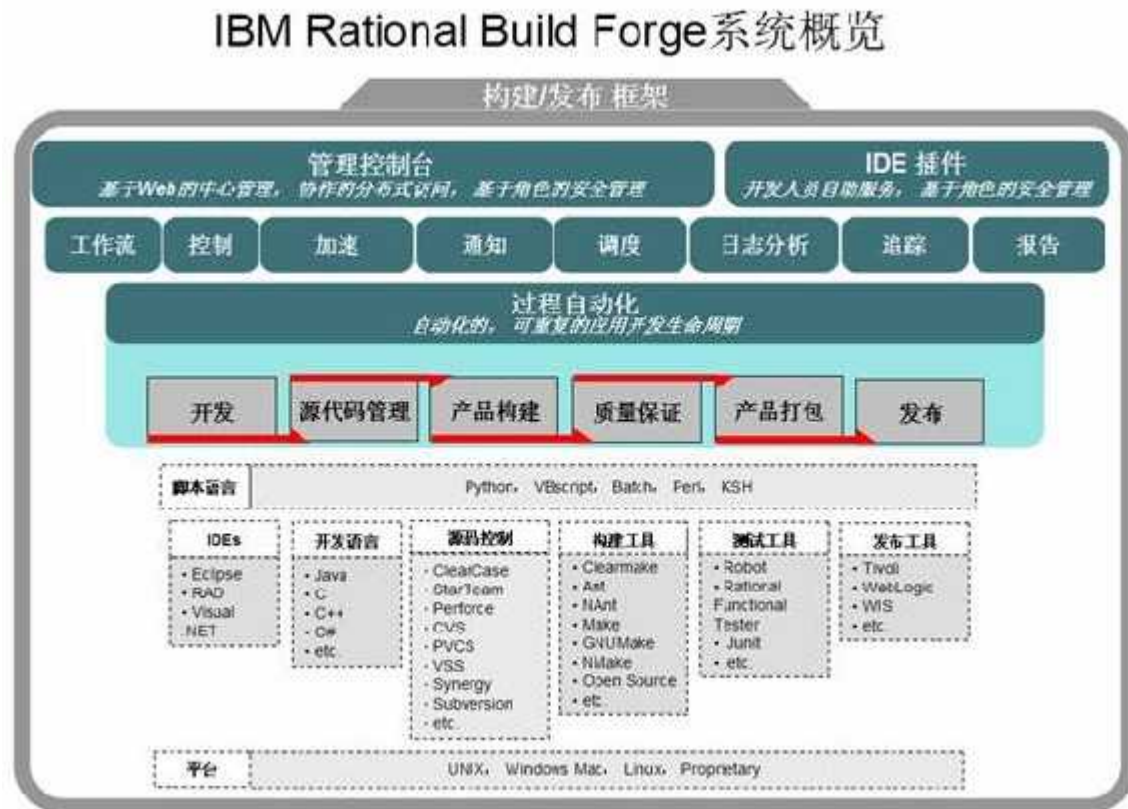 IBM Rational Build Forge系统概览
构建/发布 框架
管理控制台
基于Web的中心管理，协作的分布式访问，基于角色的安全管理
IDE 插件
开发人员自助服务，基于角色的安全管理
工作流
控制
加速
通知
调度
日志分析
追踪
报告
过程自动化
自动化的，可重复的应用开发生命周期
开发
源代码管理
产品构建
质量保证
产品打包
发布
脚本语言
Python， VBscript， Batch， Perl， KSH
IDEs
• Eclipse
• RAD
• Visual
.NET
开发语言
• Java
• C
• C++
• C#
• etc.
源码控制
• ClearCase
• StarTeam
• Perforce
• CVS
• PVCS
• VSS
• Synergy
• Subversion
• etc.
构建工具
• Clearmake
• Ant
• NAnt
• Make
• GNUMake
• NMake
• Open Source
• etc.
测试工具
• Robot
• Rational
Functional
Tester
• Junit
• etc.
发布工具
• Tivoli
• WebLogic
• WIS
• etc
平台
UNIX， Windows Mac， Linux， Proprietary